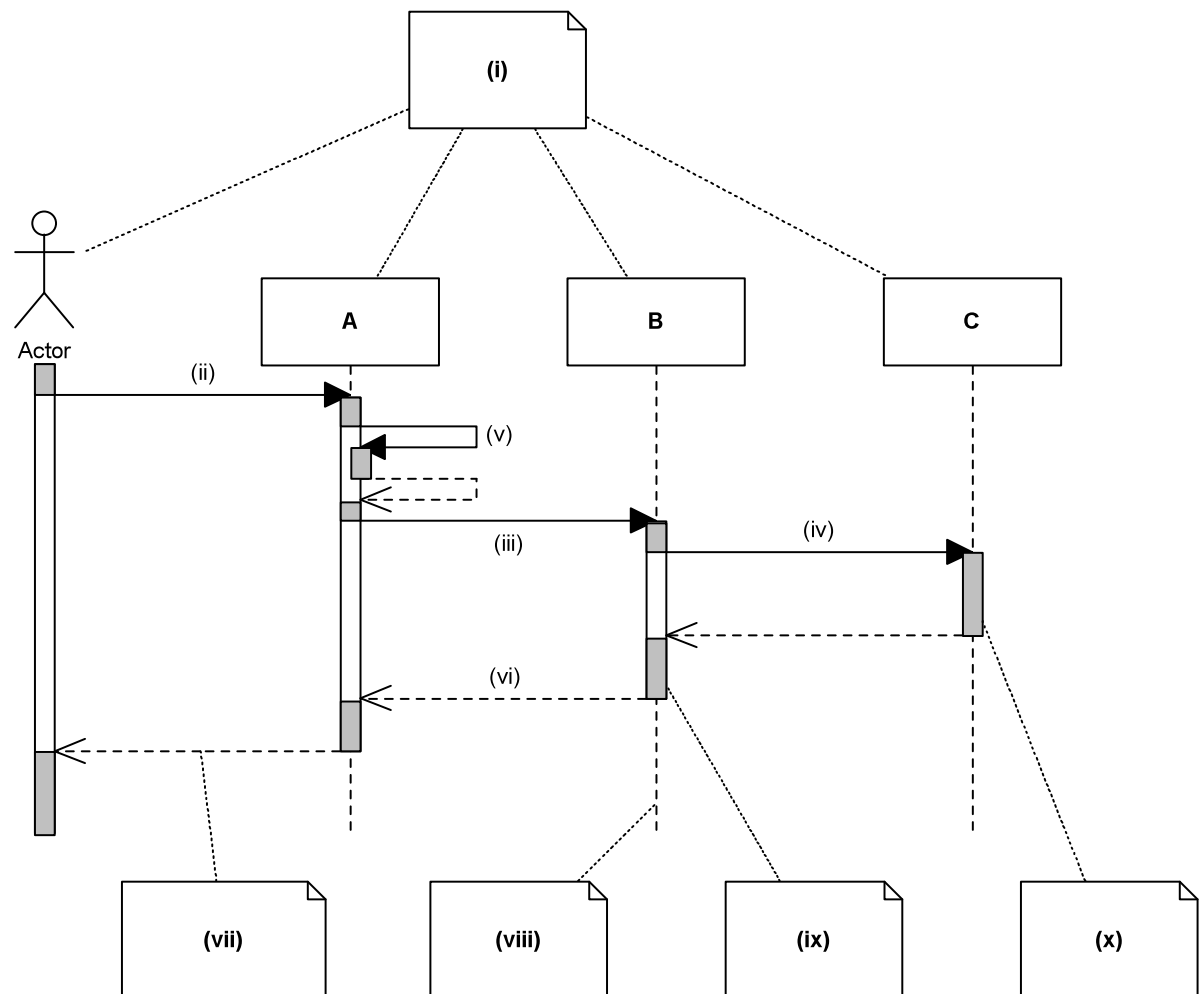 (i)
A
B
C
Actor
(ii)
(v)
(iii)
(iv)
(vi)
(vii)
(viii)
(ix)
(x)